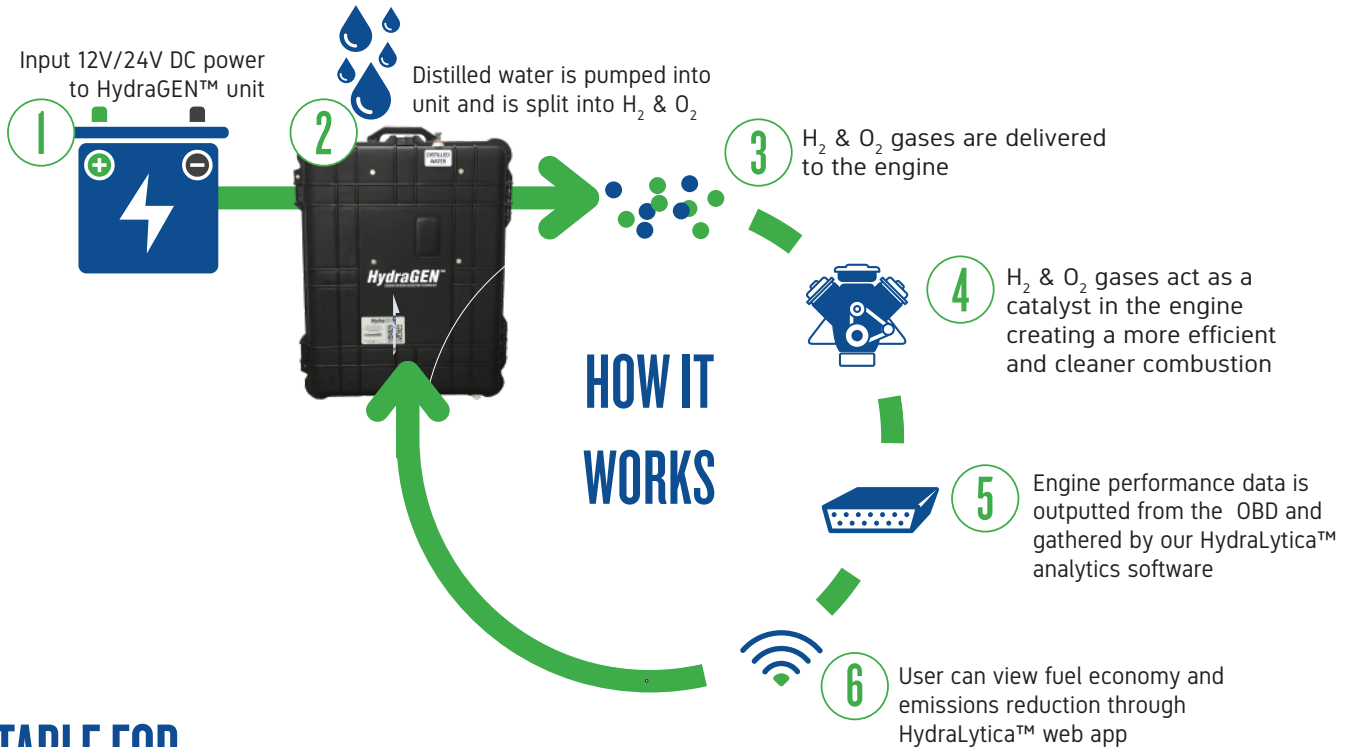 Input 12V/24V DC power
to HydraGEN™ unit
1
2
Distilled water is pumped into
unit and is split into H₂ & O₂
DISTILLED
WATER
HydraGEN™
3
H₂ & O₂ gases are delivered
to the engine
4
H₂ & O₂ gases act as a
catalyst in the engine
creating a more efficient
and cleaner combustion
HOW IT
WORKS
5
Engine performance data is
outputted from the OBD and
gathered by our HydraLytica™
analytics software
6
User can view fuel economy and
emissions reduction through
HydraLytica™ web app
TABLE FOR